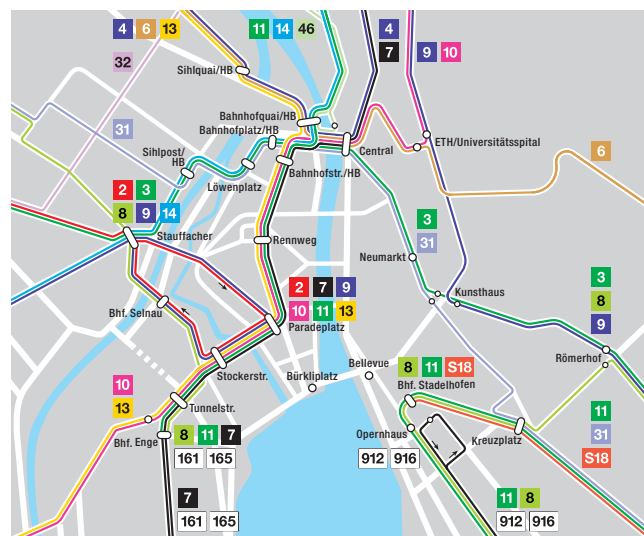 4 6 13
11 14 46
4
7
9 10
32
Sihlquai/HB
31
Bahnhofquai/HB
Bahnhofplatz/HB
Sihlpost/
HB
Central
ETH/Universitätsspital
6
Löwenplatz
Bahnhofstr./HB
2 3
8 9 14
Stauffacher
Rennweg
3
31
Neumarkt
Kunsthaus
3
8
9
2 7 9
10 11 13
Paradeplatz
Bhf. Selnau
Römerhof
Stockerstr.
Bürkliplatz
Bellevue
8 11 S18
Bhf. Stadelhofen
10
13
Tunnelstr.
Bhf. Enge
8 11 7
161 165
Opernhaus
912 916
Kreuzplatz
11
31
S18
7
161 165
11 8
912 916